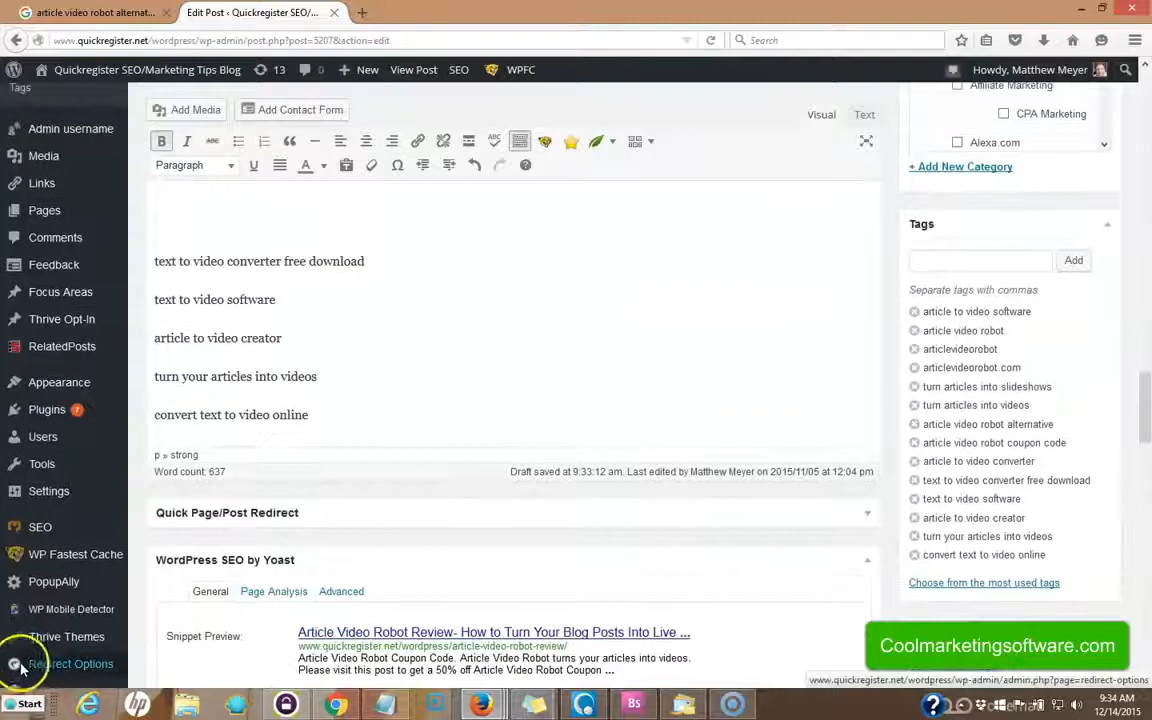 article video robot alternat...
Edit Post ‹ Quickregister SEO/...
www.quickregister.net/wordpress/wp-admin/post.php?post=5207&action=edit
Search
Quickregister SEO/Marketing Tips Blog
13
0
New
View Post
SEO
WPFC
Howdy, Matthew Meyer
Tags
Admin username
Media
Links
Pages
Comments
Feedback
Focus Areas
Thrive Opt-In
RelatedPosts
Appearance
Plugins 7
Users
Tools
Settings
SEO
WP Fastest Cache
PopupAlly
WP Mobile Detector
Thrive Themes
Redirect Options
Add Media
Add Contact Form
Visual
Text
B I ABC
ABC
Paragraph
U
A
text to video converter free download
text to video software
article to video creator
turn your articles into videos
convert text to video online
p » strong
Word count: 637
Draft saved at 9:33:12 am. Last edited by Matthew Meyer on 2015/11/05 at 12:04 pm
Quick Page/Post Redirect
WordPress SEO by Yoast
General
Page Analysis
Advanced
Snippet Preview:
Article Video Robot Review- How to Turn Your Blog Posts Into Live ...
www.quickregister.net/wordpress/article-video-robot-review/
Article Video Robot Coupon Code. Article Video Robot turns your articles into videos.
Please visit this post to get a 50% off Article Video Robot Coupon ...
Affiliate Marketing
CPA Marketing
Alexa.com
+ Add New Category
Tags
Add
Separate tags with commas
article to video software
article video robot
articlevideorobot
articlevideorobot.com
turn articles into slideshows
turn articles into videos
article video robot alternative
article video robot coupon code
article to video converter
text to video converter free download
text to video software
article to video creator
turn your articles into videos
convert text to video online
Choose from the most used tags
Coolmarketingsoftware.com
www.quickregister.net/wordpress/wp-admin/admin.php?page=redirect-options
Start
hp
Bs
9:34 AM
12/14/2015